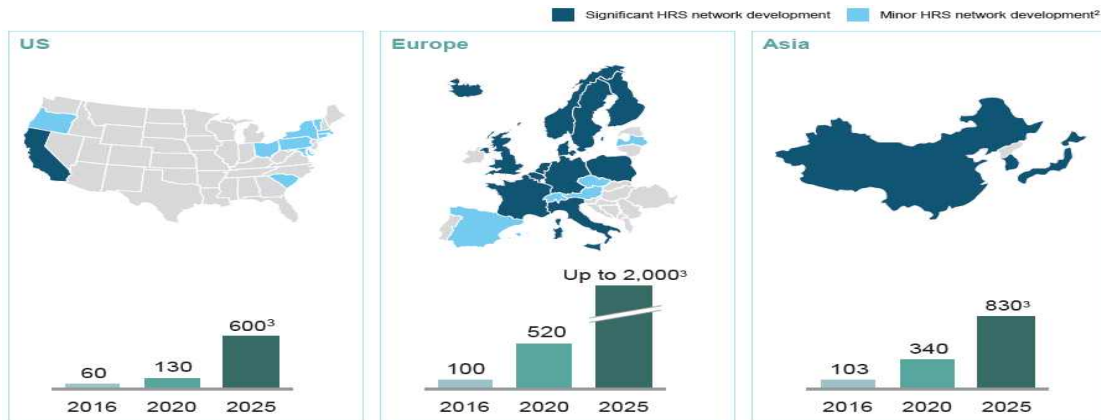 Significant HRS network development
Minor HRS network development²
US
Europe
Asia
60
130
600³
2016
2020
2025
100
520
Up to 2,000³
2016
2020
2025
103
340
830³
2016
2020
2025